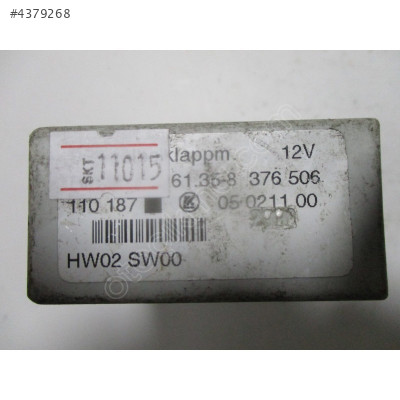 #4379268
SKT 11015
klappm. 12V
61.35-8 376 506
110 187 05 0211 00
HW02 SW00